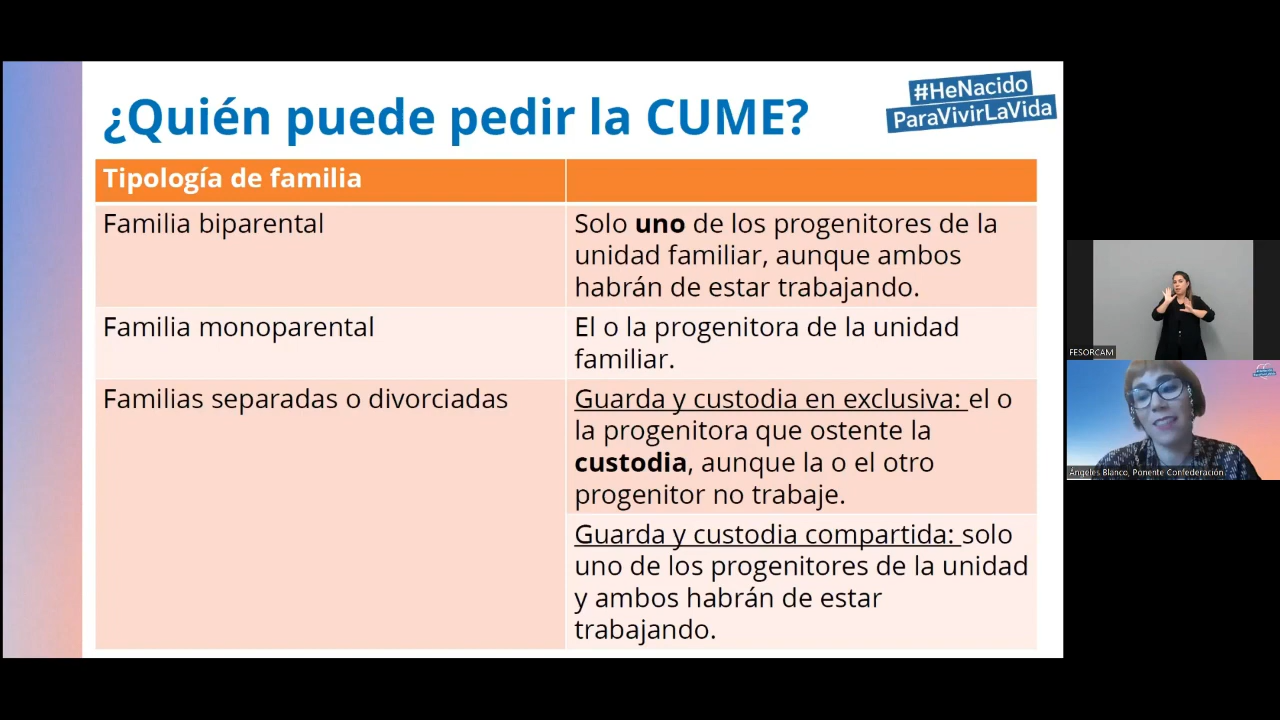 ¿Quién puede pedir la CUME?
#HeNacido
ParaVivirLaVida
Tipología de familia
Familia biparental
Solo uno de los progenitores de la
unidad familiar, aunque ambos
habrán de estar trabajando.
Familia monoparental
El o la progenitora de la unidad
familiar.
Familias separadas o divorciadas
Guarda y custodia en exclusiva: el o
la progenitora que ostente la
custodia, aunque la o el otro
progenitor no trabaje.
Guarda y custodia compartida: solo
uno de los progenitores de la unidad
y ambos habrán de estar
trabajando.
FESORCAM
Ángeles Blanco, Ponente Confederación